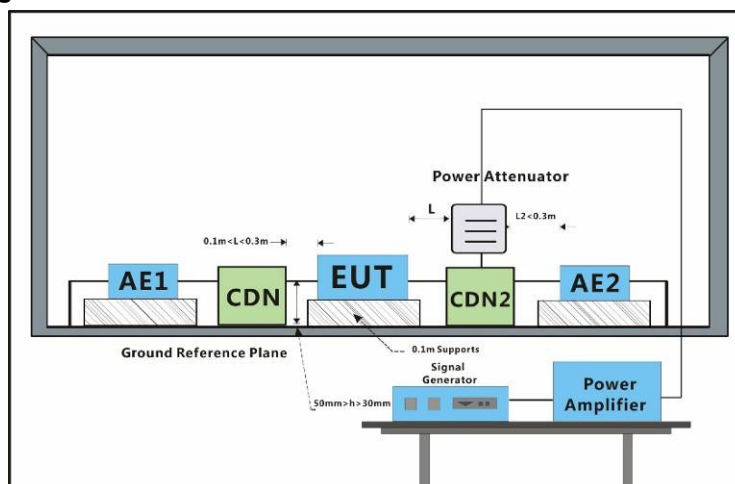 Power Attenuator
L
L2<0.3m
0.1m<L<0.3m
AE1
CDN
EUT
CDN2
AE2
Ground Reference Plane
0.1m Supports
50mm>h>30mm
Signal
Generator
Power
Amplifier